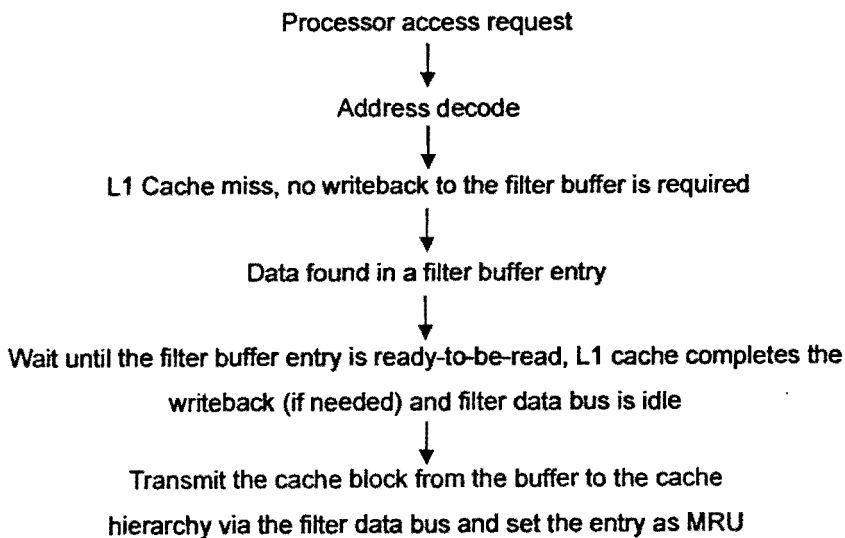 Processor access request
Address decode
L1 Cache miss, no writeback to the filter buffer is required
Data found in a filter buffer entry
Wait until the filter buffer entry is ready-to-be-read, L1 cache completes the
writeback (if needed) and filter data bus is idle
Transmit the cache block from the buffer to the cache
hierarchy via the filter data bus and set the entry as MRU